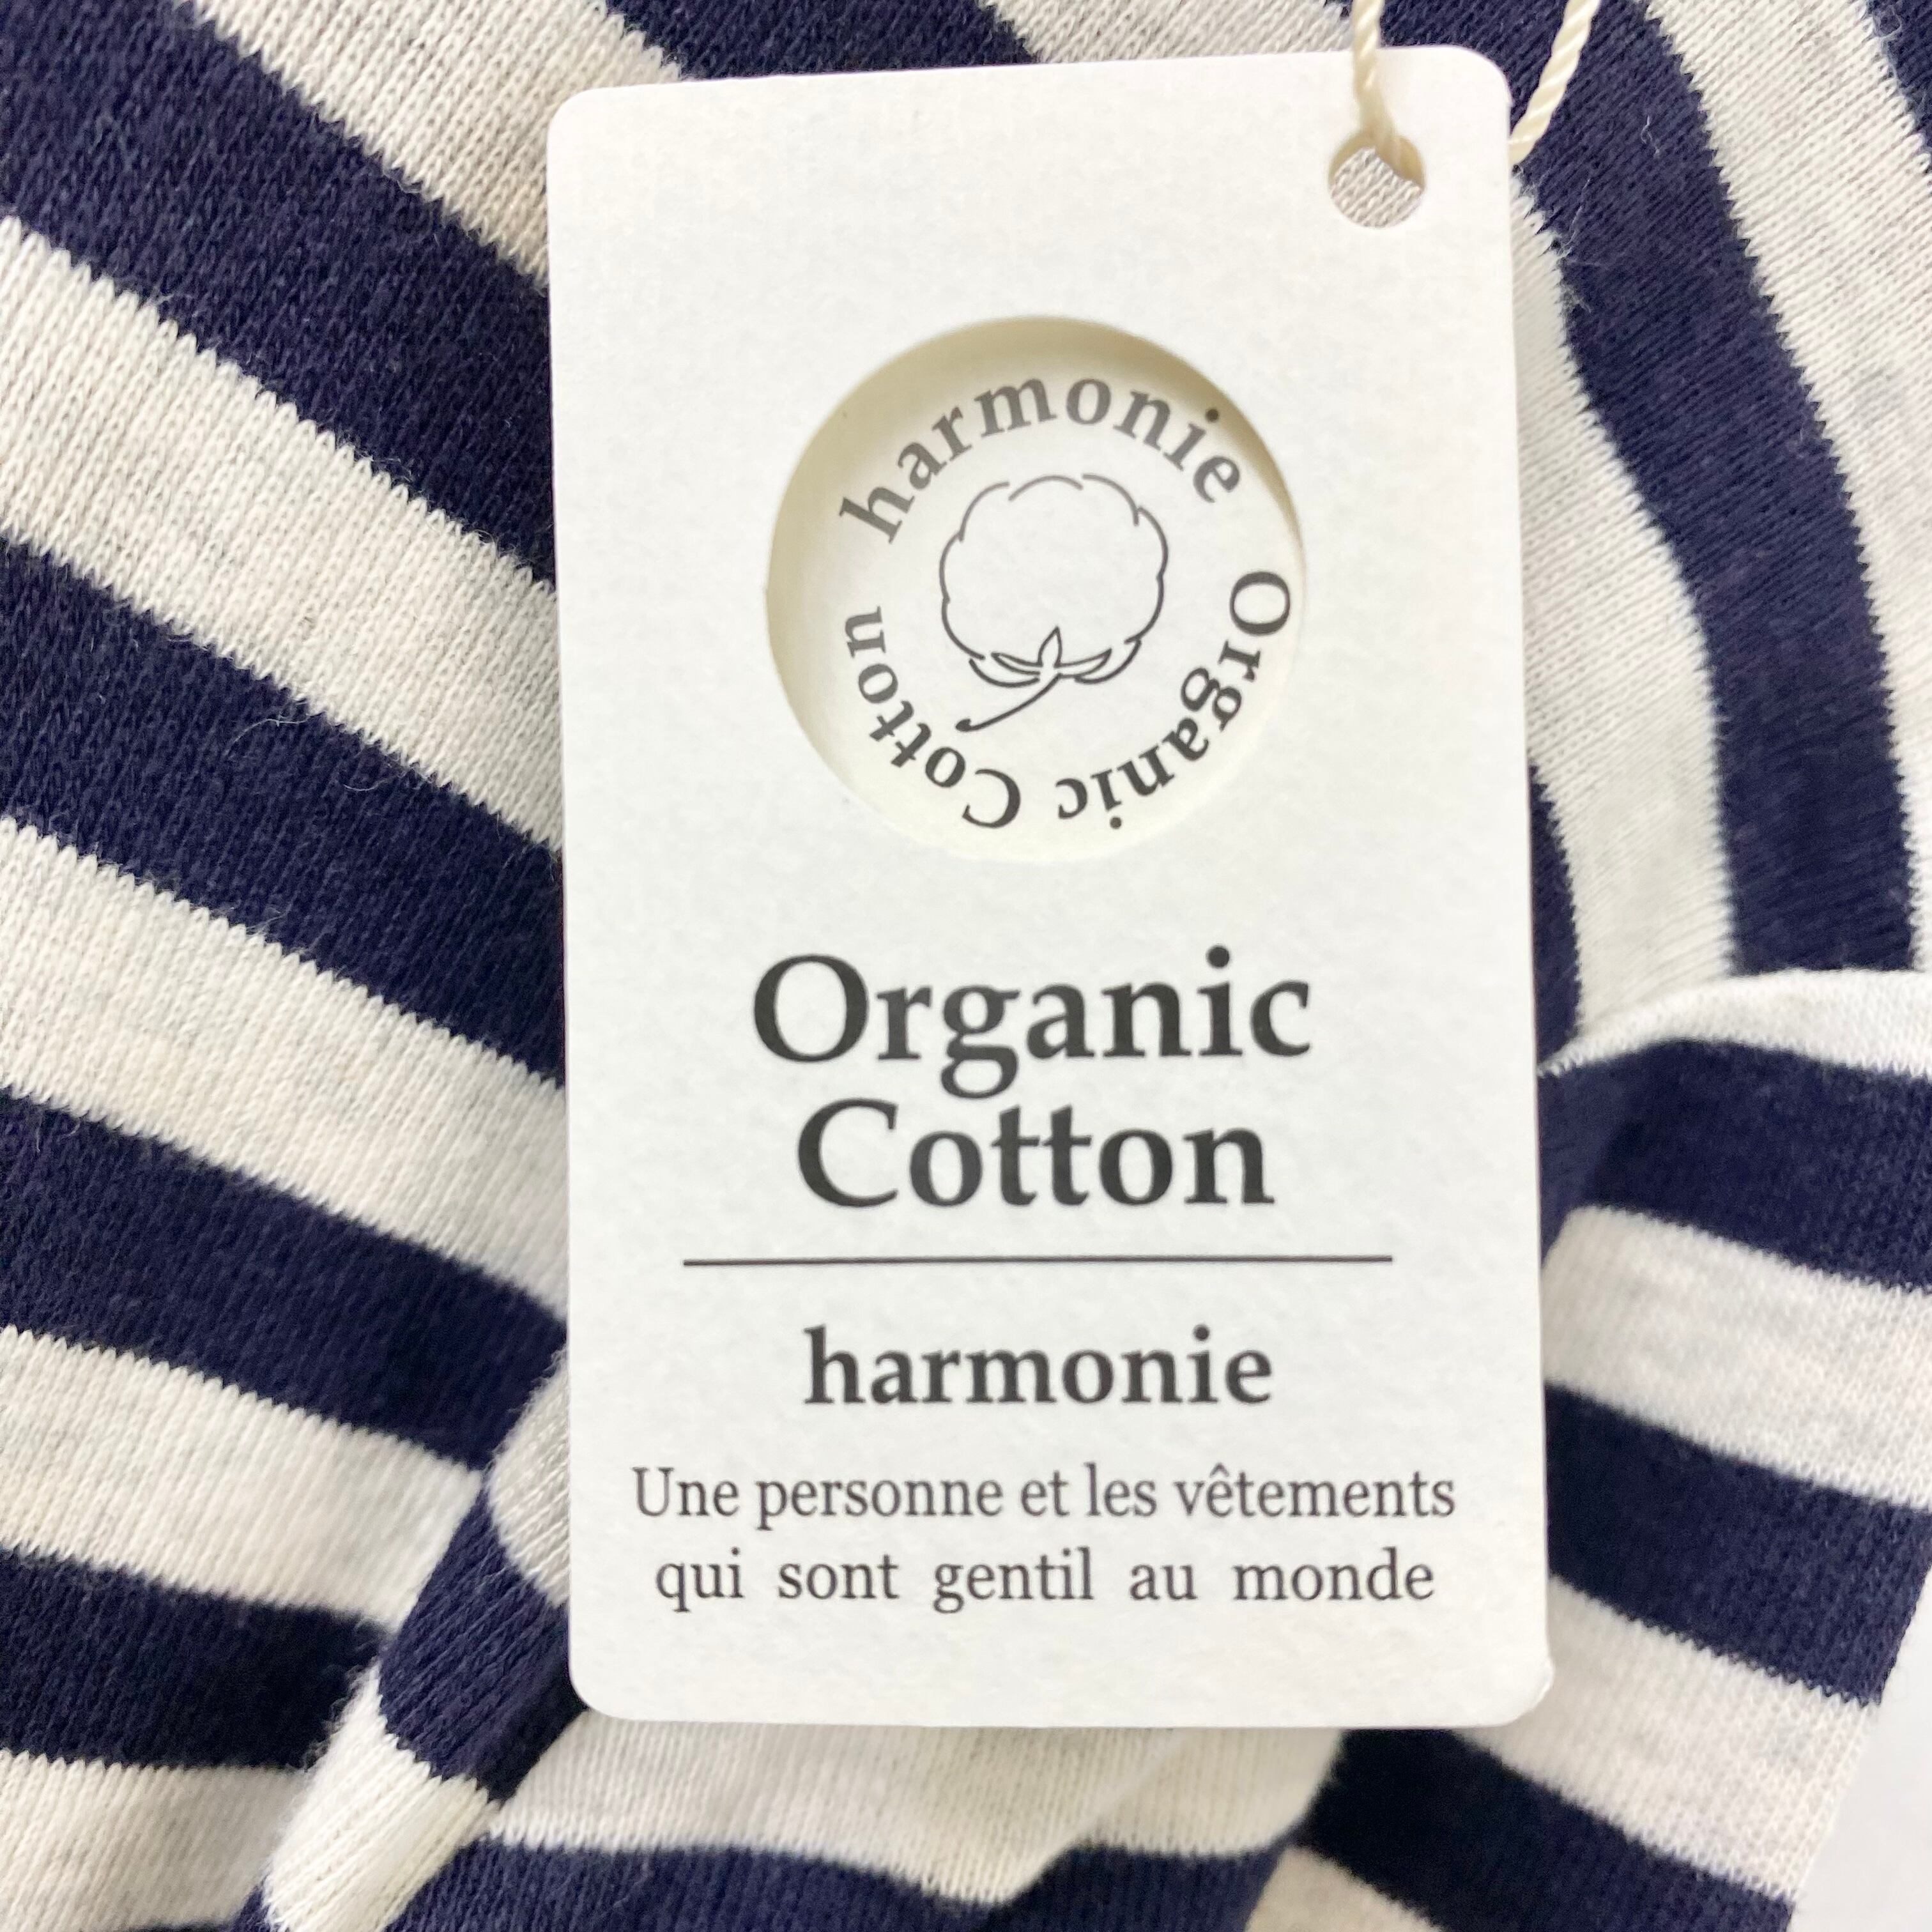 harmonie Organic Cotton
Organic
Cotton
harmonie
Une personne et les vêtements
qui sont gentil au monde